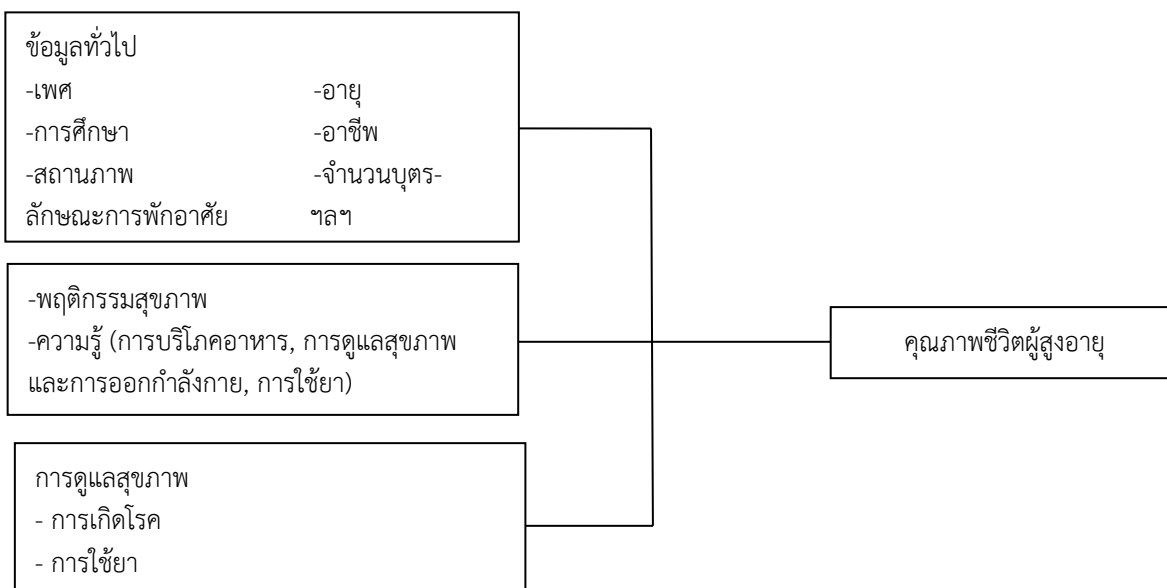 ข้อมูลทั่วไป
-เพศ -อายุ
-การศึกษา -อาชีพ
-สถานภาพ -จำนวนบุตร-
ลักษณะการพักอาศัย ฯลฯ
-พฤติกรรมสุขภาพ
-ความรู้ (การบริโภคอาหาร, การดูแลสุขภาพ
และการออกกำลังกาย, การใช้ยา)
คุณภาพชีวิตผู้สูงอายุ
การดูแลสุขภาพ
- การเกิดโรค
- การใช้ยา